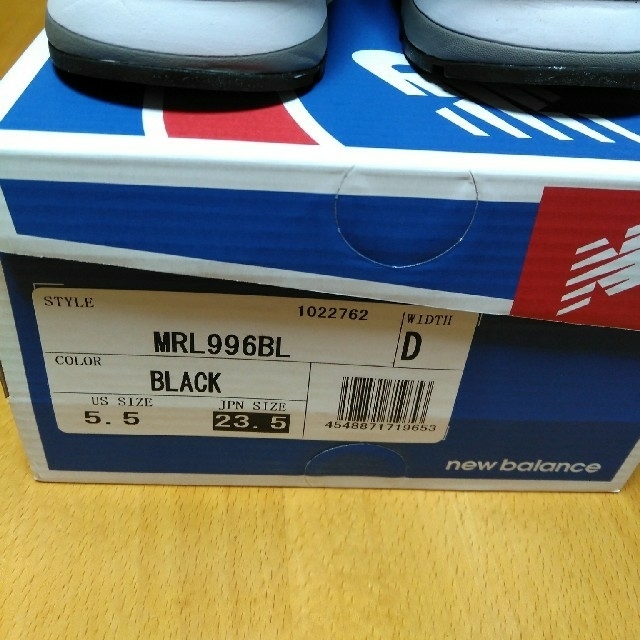 STYLE
1022762
WIDTH
MRL996BL
D
COLOR
BLACK
US SIZE
JPN SIZE
5.5
23.5
4548871719653
new balance